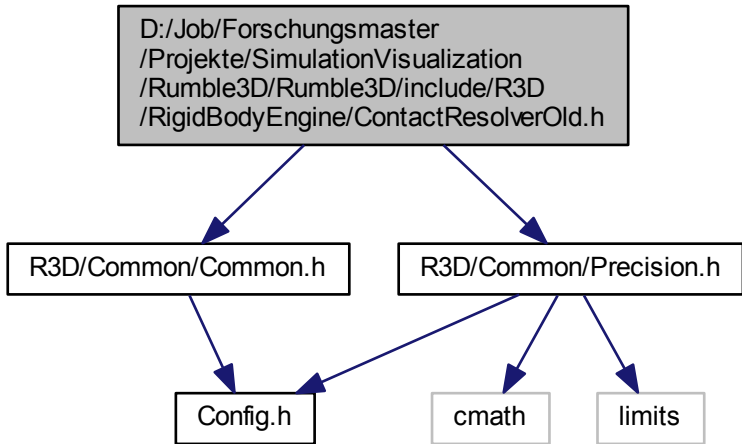 D:/Job/Forschungsmaster
/Projekte/SimulationVisualization
/Rumble3D/Rumble3D/include/R3D
/RigidBodyEngine/ContactResolverOld.h
R3D/Common/Common.h
R3D/Common/Precision.h
Config.h
cmath
limits